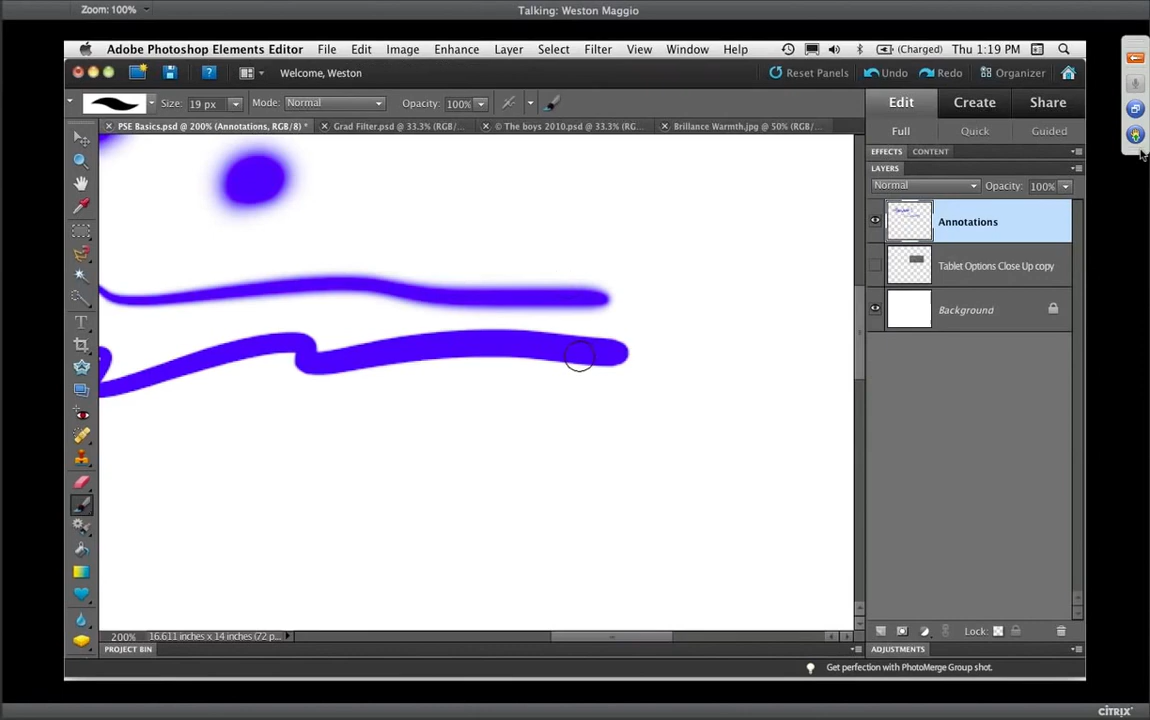 Zoom: 100%
Talking: Weston Maggio
Adobe Photoshop Elements Editor File Edit Image Enhance Layer Select Filter View Window Help (Charged) Thu 1:19 PM
Welcome, Weston Reset Panels Undo Redo Organizer
Size: 19 px Mode: Normal Opacity: 100%
Edit Create Share
PSE Basics.psd @ 200% (Annotations, RGB/8) * Grad Filter.psd @ 33.3% (RGB/... © The boys 2010.psd @ 33.3% (RG... Brillance Warmth.jpg @ 50% (RGB/...
Full Quick Guided
EFFECTS CONTENT
LAYERS
Normal Opacity: 100%
Annotations
Tablet Options Close Up copy
Background
T
200% 16.611 inches x 14 inches (72 p...
Lock:
PROJECT BIN
ADJUSTMENTS
Get perfection with PhotoMerge Group shot.
CITRIX